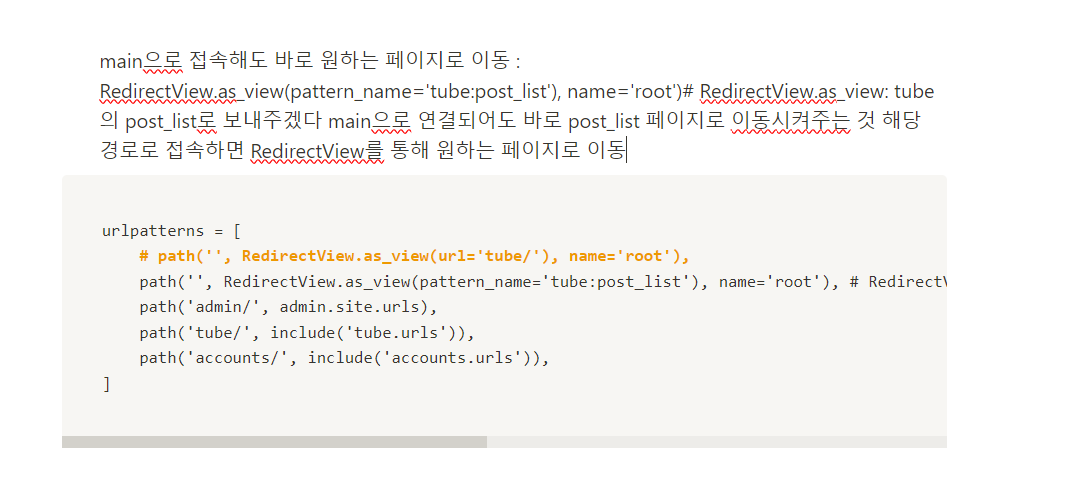 main으로 접속해도 바로 원하는 페이지로 이동 :
RedirectView.as_view(pattern_name='tube:post_list'), name='root')# RedirectView.as_view: tube
의 post_list로 보내주겠다 main으로 연결되어도 바로 post_list 페이지로 이동시켜주는 것 해당
경로로 접속하면 RedirectView를 통해 원하는 페이지로 이동
urlpatterns = [
    # path('', RedirectView.as_view(url='tube/'), name='root'),
    path('', RedirectView.as_view(pattern_name='tube:post_list'), name='root'), # Redirect
    path('admin/', admin.site.urls),
    path('tube/', include('tube.urls')),
    path('accounts/', include('accounts.urls')),
]